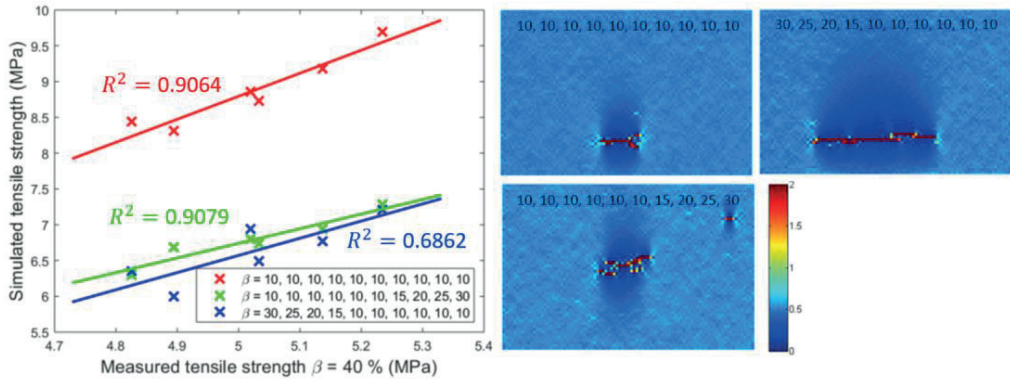 10
9.5
9
8.5
8
7.5
7
6.5
6
5.5
Simulated tensile strength (MPa)
R² = 0.9064
R² = 0.9079
R² = 0.6862
β = 10, 10, 10, 10, 10, 10, 10, 10, 10, 10
β = 10, 10, 10, 10, 10, 10, 15, 20, 25, 30
β = 30, 25, 20, 15, 10, 10, 10, 10, 10, 10
4.7 4.8 4.9 5 5.1 5.2 5.3 5.4
Measured tensile strength β = 40 % (MPa)
10, 10, 10, 10, 10, 10, 10, 10, 10, 10
30, 25, 20, 15, 10, 10, 10, 10, 10, 10
10, 10, 10, 10, 10, 10, 15, 20, 25, 30
2
1.5
1
0.5
0